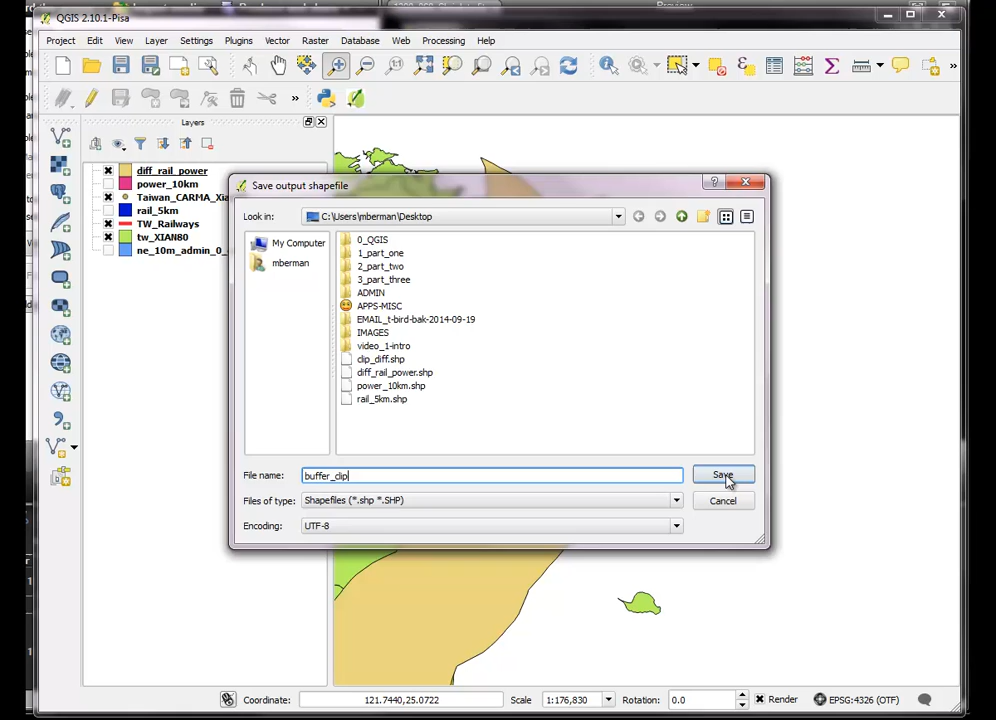 QGIS 2.10.1-Pisa
Project Edit View Layer Settings Plugins Vector Raster Database Web Processing Help
Layers
diff_rail_power
power_10km
Taiwan_CARMA_Xia
rail_5km
TW_Railways
tw_XIAN80
ne_10m_admin_0_
Save output shapefile
Look in: C:\Users\mberman\Desktop
My Computer
mberman
0_QGIS
1_part_one
2_part_two
3_part_three
ADMIN
APPS-MISC
EMAIL_t-bird-bak-2014-09-19
IMAGES
video_1-intro
clip_diff.shp
diff_rail_power.shp
power_10km.shp
rail_5km.shp
File name: buffer_clip Save
Files of type: Shapefiles (*.shp *.SHP) Cancel
Encoding: UTF-8
Coordinate: 121.7440,25.0722 Scale 1:176,830 Rotation: 0.0 Render EPSG:4326 (OTF)